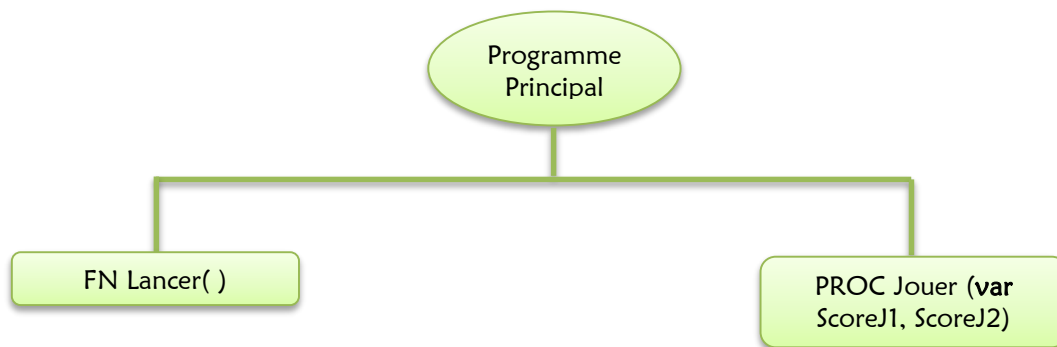 Programme
Principal
FN Lancer( )
PROC Jouer (var
ScoreJ1, ScoreJ2)